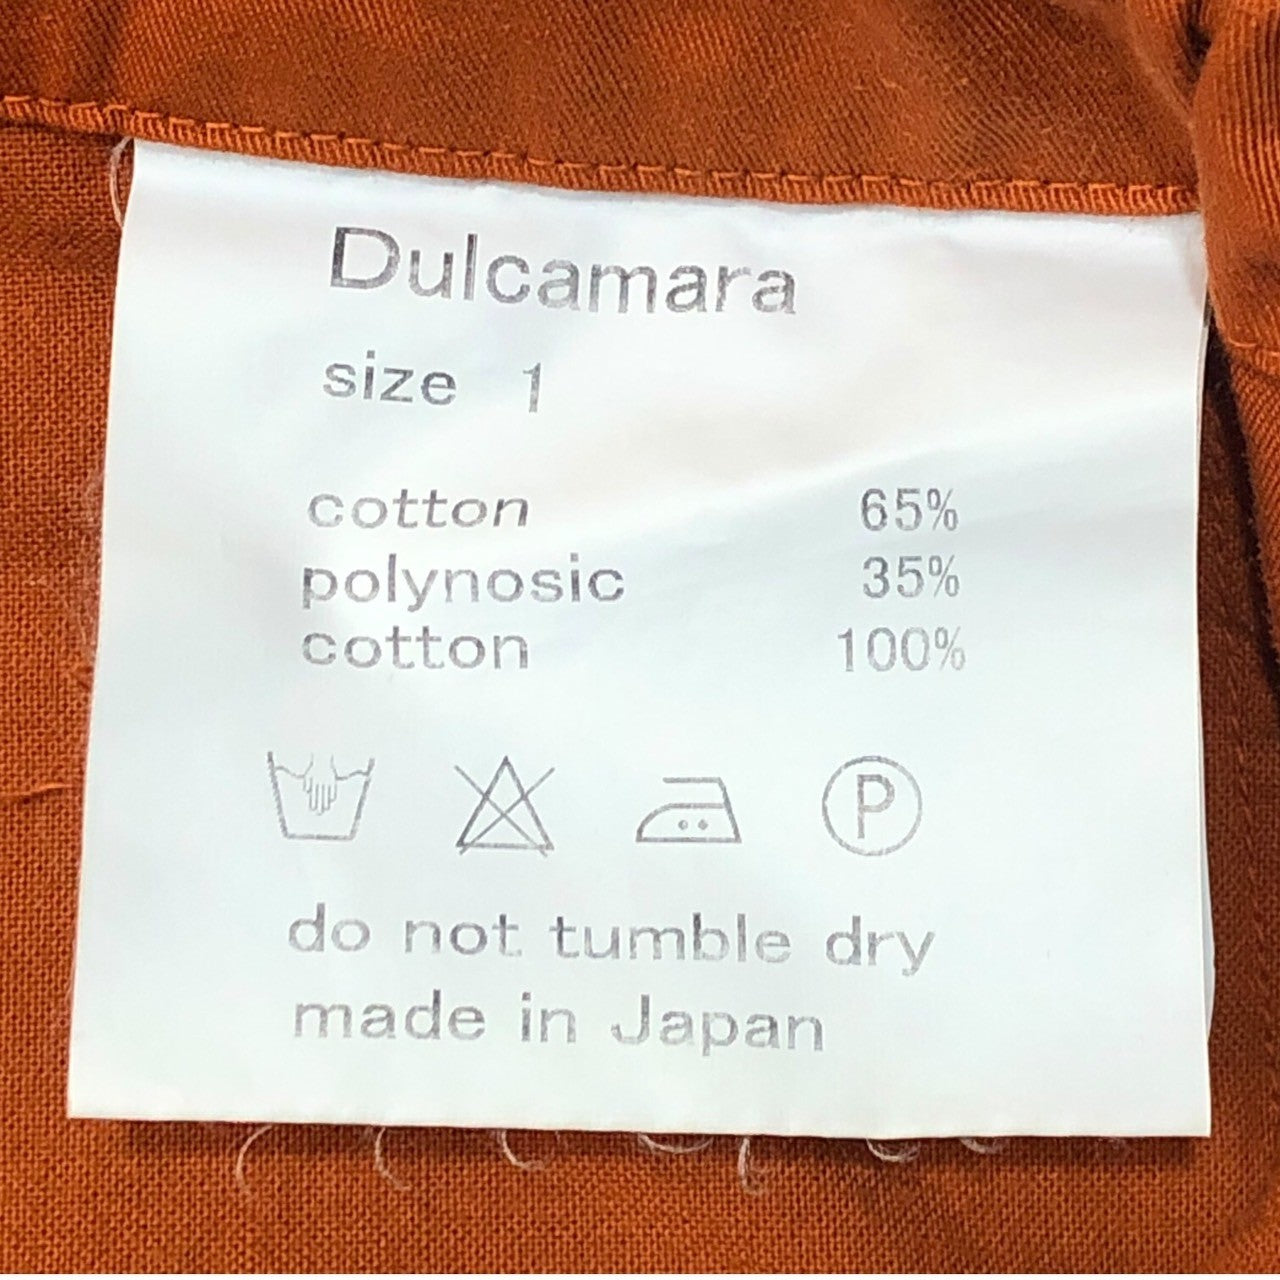 Dulcamara
size 1
cotton 65%
polynosic 35%
cotton 100%
P
do not tumble dry
made in Japan